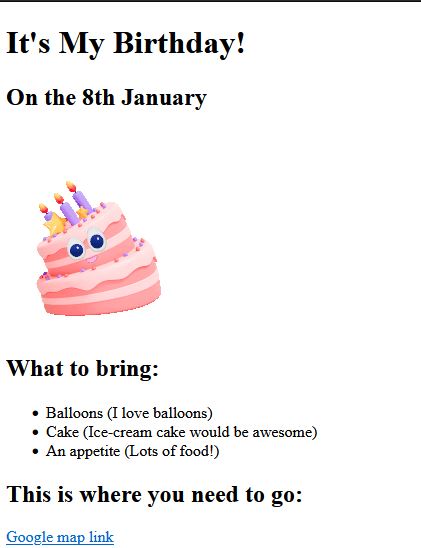 It's My Birthday!
On the 8th January
What to bring:
Balloons (I love balloons)
Cake (Ice-cream cake would be awesome)
An appetite (Lots of food!)
This is where you need to go:
Google map link